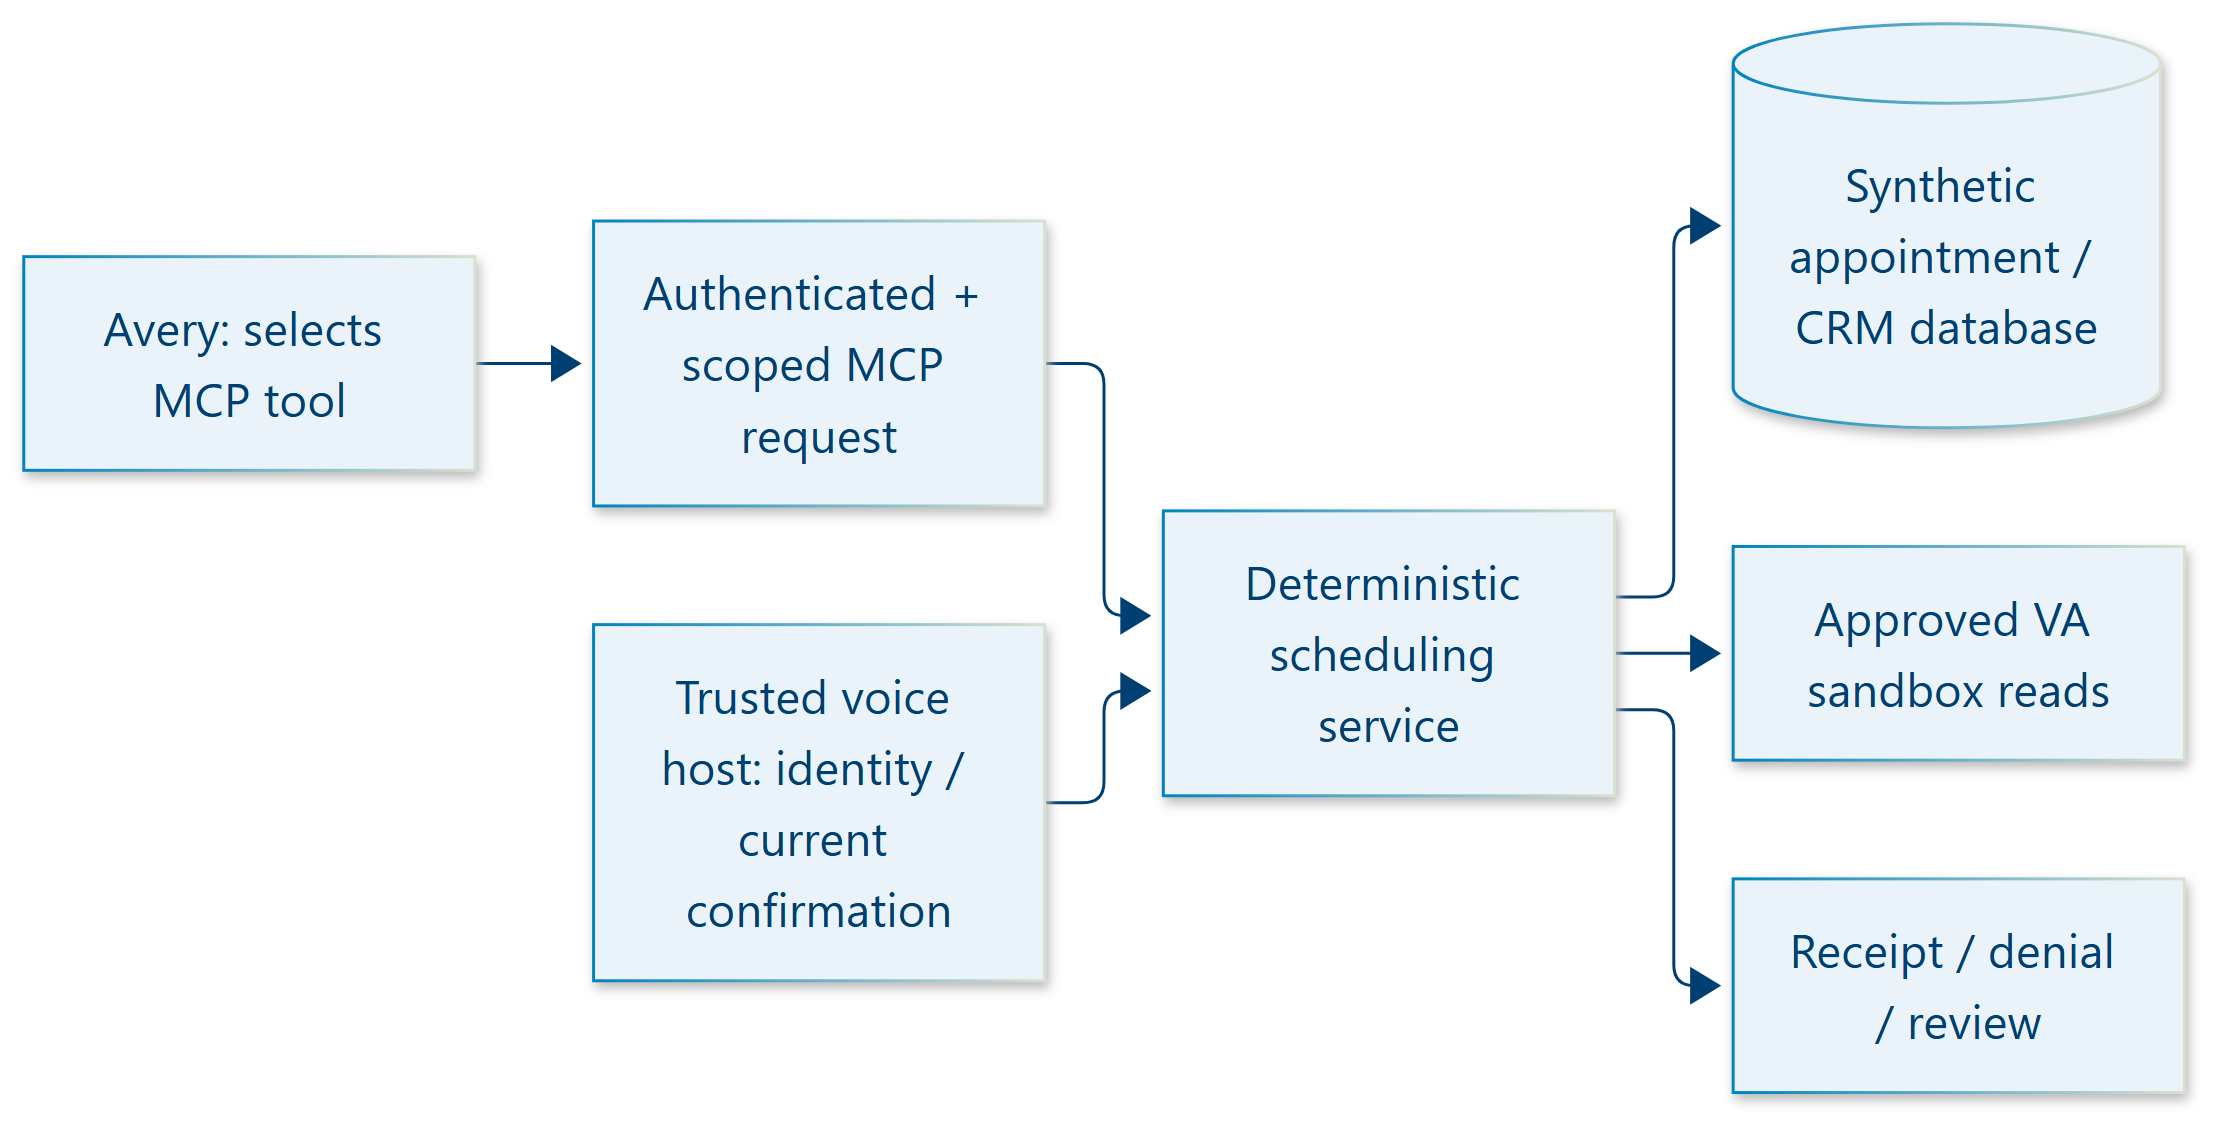 Avery: selects
MCP tool
Authenticated +
scoped MCP
request
Trusted voice
host: identity /
current
confirmation
Deterministic
scheduling
service
Synthetic
appointment /
CRM database
Approved VA
sandbox reads
Receipt / denial
/ review